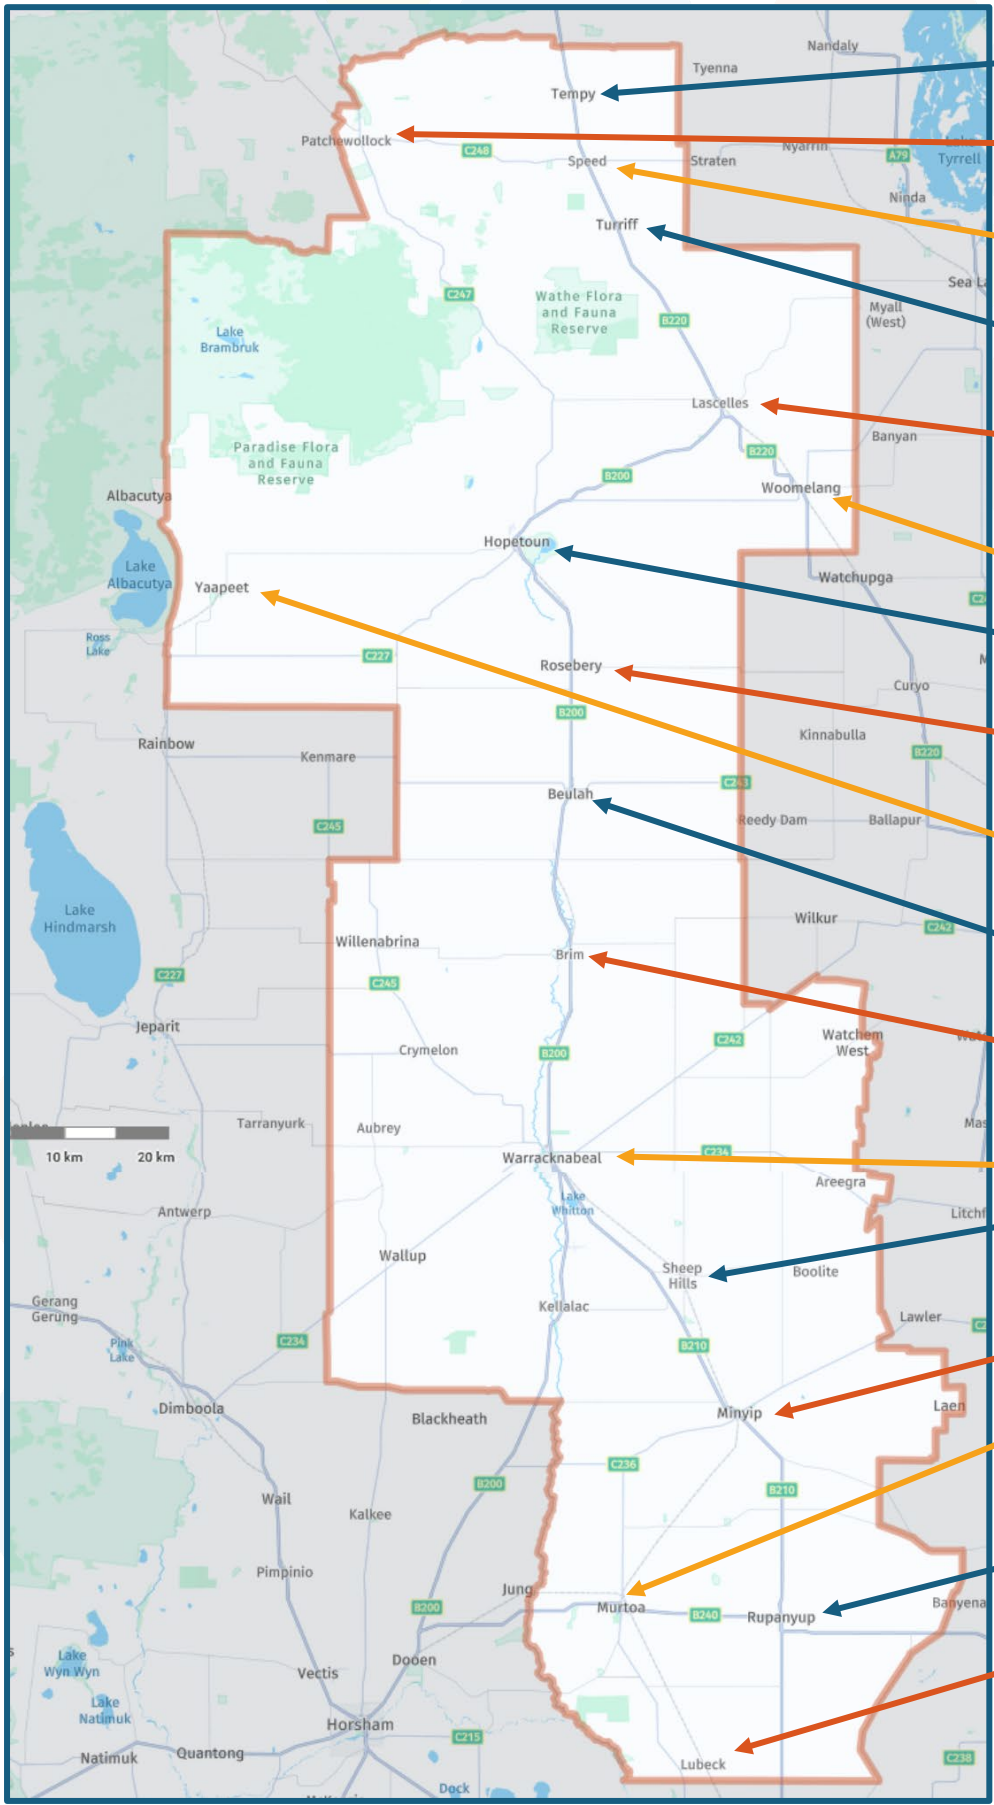 Nandaly
Tyenna
Tempy
Patchewollock
C248
Speed
Straten
Nyarrin
A79
Lake
Tyrrell
Ninda
Turriff
Sea La
C247
Wathe Flora
and Fauna
Reserve
Myall
(West)
B220
Lake
Brambruk
Lascelles
Banyan
Paradise Flora
and Fauna
Reserve
B220
B200
Woomelang
Albacutya
Hopetoun
Lake
Albacutya
Yaapeet
Watchupga
Ross
Lake
C227
Rosebery
Curyo
B200
Rainbow
Kenmare
Kinnabulla
B220
Beulah
C243
C245
Reedy Dam
Ballapur
Lake
Hindmarsh
Willenabrina
Wilkur
C242
Brim
C227
C245
Jeparit
Crymelon
B200
C242
Watchem
West
Tarranyurk
Aubrey
Mas
10 km
20 km
Warracknabeal
C234
Areegra
Lake
Whitton
Antwerp
Litchf
Wallup
Sheep
Hills
Boolite
Gerang
Gerung
Kellalac
Lawler
Pink
Lake
C234
B210
Dimboola
Blackheath
Minyip
Laen
C236
B200
B210
Wail
Kalkee
Pimpinio
Jung
B200
Murtoa
B240
Rupanyup
Banyena
Lake
Wyn Wyn
Vectis
Dooen
Lake
Natimuk
Horsham
C215
Natimuk
Quantong
Lubeck
C238
Dock